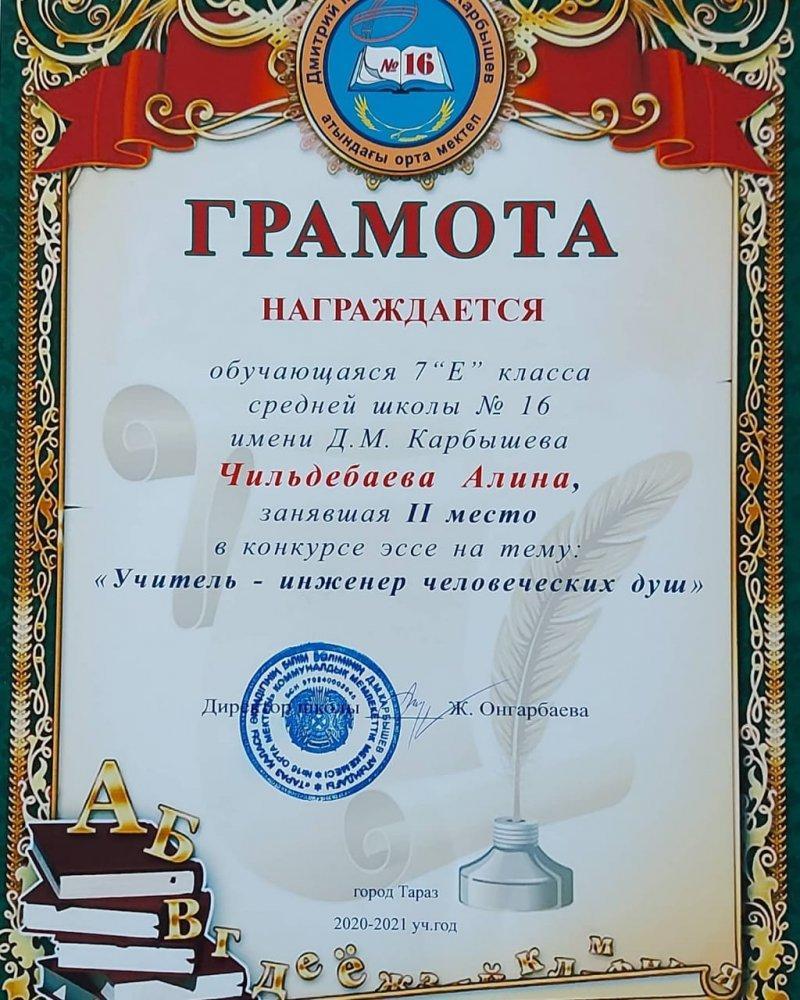 Дмитрий
Карбышев
№16
атындағы орта мектеп
ГРАМОТА
НАГРАЖДАЕТСЯ
обучающаяся 7“Е” класса
средней школы № 16
имени Д.М. Карбышева
Чильдебаева Алина,
занявшая II место
в конкурсе эссе на тему:
«Учитель - инженер человеческих душ»
Директор школы Ж. Онгарбаева
город Тараз
2020-2021 уч.год
А Б
В Г Д е ё ж